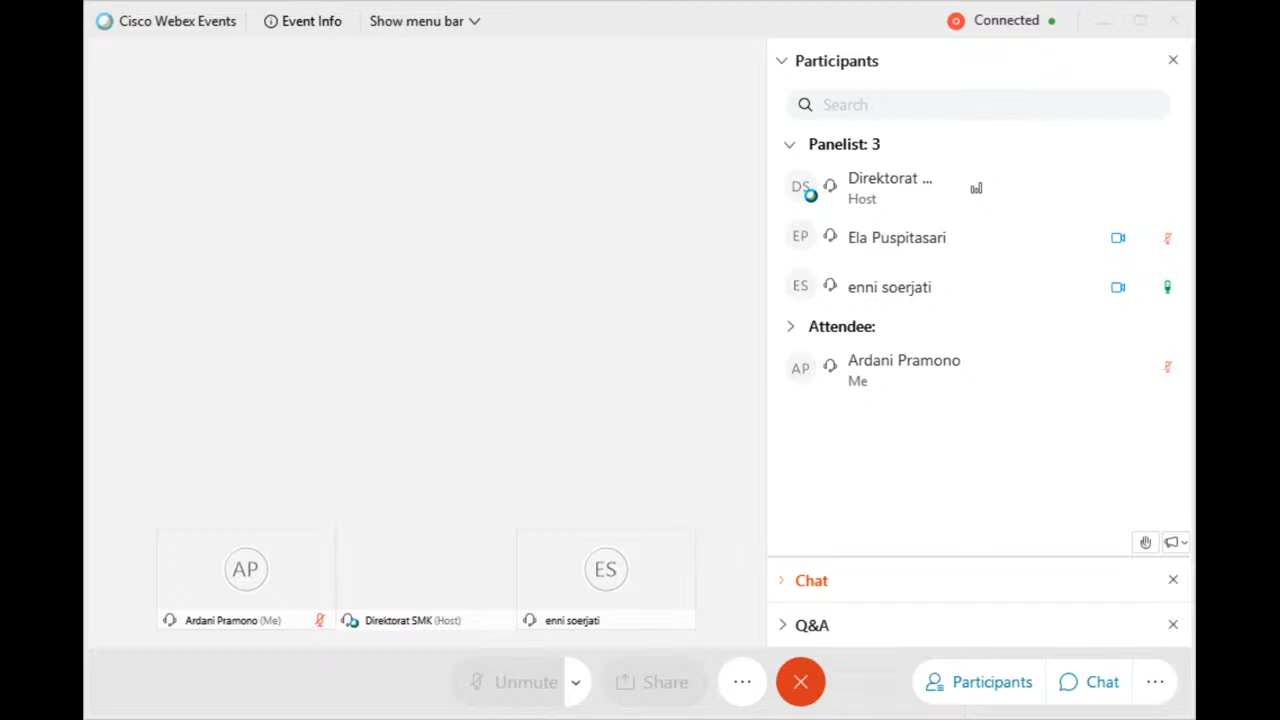 Cisco Webex Events
Event Info
Show menu bar
Connected
Participants
Search
Panelist: 3
DS
Direktorat ...
Host
EP
Ela Puspitasari
ES
enni soerjati
Attendee:
AP
Ardani Pramono
Me
AP
ES
Ardani Pramono (Me)
Direktorat SMK (Host)
enni soerjati
Chat
Q&A
Unmute
Share
Participants
Chat